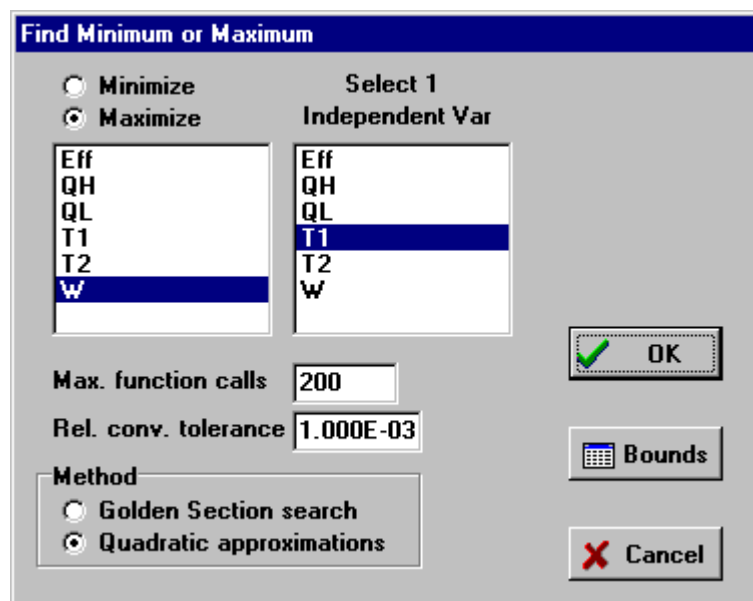 Find Minimum or Maximum
Minimize
Maximize
Select 1
Independent Var
Eff
QH
QL
T1
T2
W
Eff
QH
QL
T1
T2
W
Max. function calls 200
Rel. conv. tolerance 1.000E-03
Method
Golden Section search
Quadratic approximations
OK
Bounds
Cancel